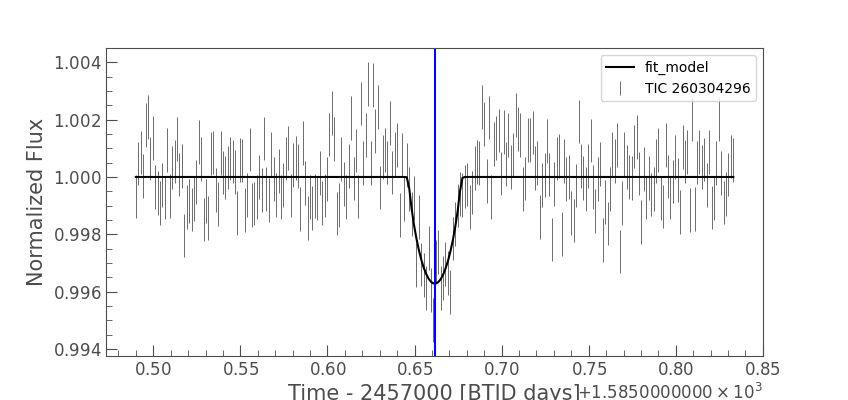 fit_model
TIC 260304296
Normalized Flux
1.004
1.002
1.000
0.998
0.996
0.994
0.50
0.55
0.60
0.65
0.70
0.75
0.80
0.85
Time - 2457000 [BTJD days]
+1.5850000000 × 10³